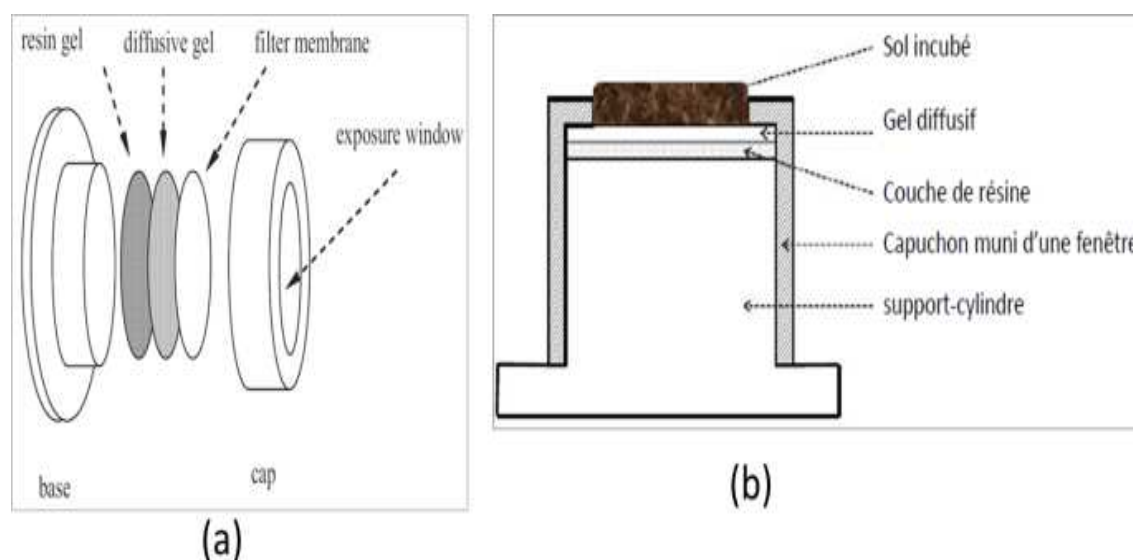 resin gel
diffusive gel
filter membrane
exposure window
base
cap
(a)
Sol incubé
Gel diffusif
Couche de résine
Capuchon muni d'une fenêtre
support-cylindre
(b)